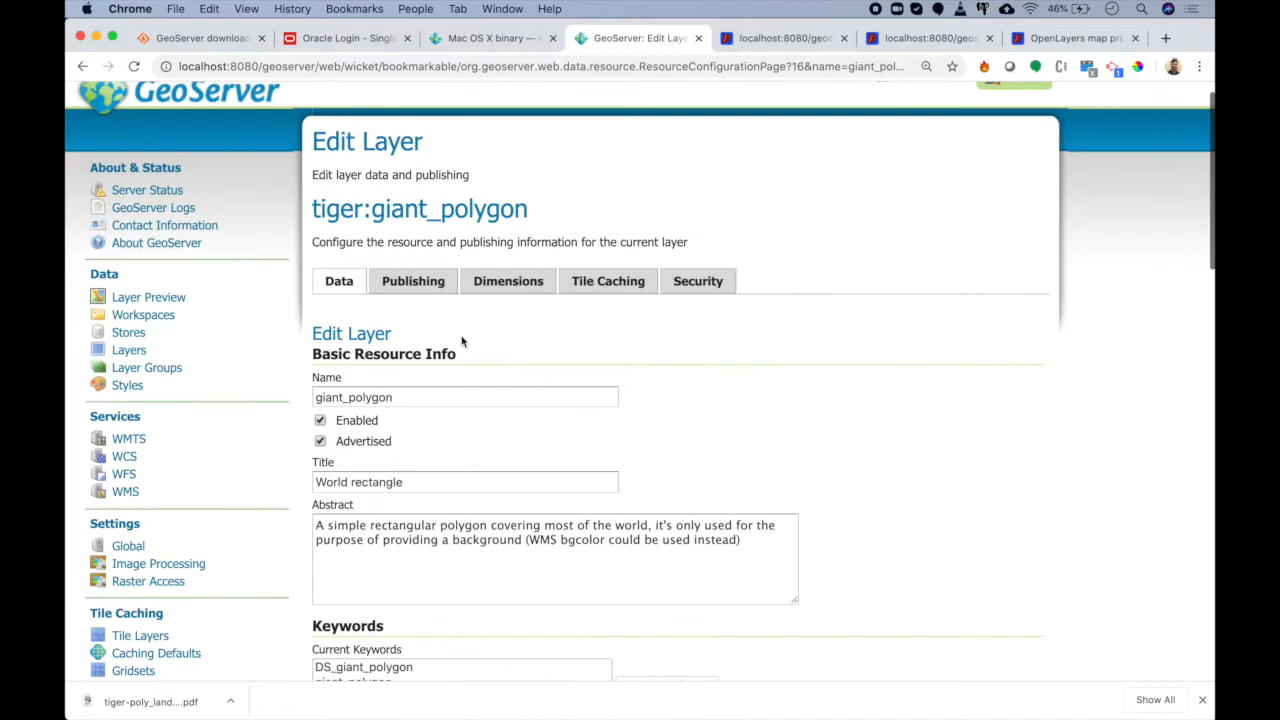 Chrome File Edit View History Bookmarks People Tab Window Help 46%
GeoServer download Oracle Login - Single Mac OS X binary — GeoServer: Edit Laye localhost:8080/geos localhost:8080/geos OpenLayers map pre
localhost:8080/geoserver/web/wicket/bookmarkable/org.geoserver.web.data.resource.ResourceConfigurationPage?16&name=giant_pol...
GeoServer
About & Status
Server Status
GeoServer Logs
Contact Information
About GeoServer
Data
Layer Preview
Workspaces
Stores
Layers
Layer Groups
Styles
Services
WMTS
WCS
WFS
WMS
Settings
Global
Image Processing
Raster Access
Tile Caching
Tile Layers
Caching Defaults
Gridsets
Edit Layer
Edit layer data and publishing
tiger:giant_polygon
Configure the resource and publishing information for the current layer
Data Publishing Dimensions Tile Caching Security
Edit Layer
Basic Resource Info
Name
giant_polygon
Enabled
Advertised
Title
World rectangle
Abstract
A simple rectangular polygon covering most of the world, it's only used for the
purpose of providing a background (WMS bgcolor could be used instead)
Keywords
Current Keywords
DS_giant_polygon
giant_polygon
tiger-poly_land....pdf Show All